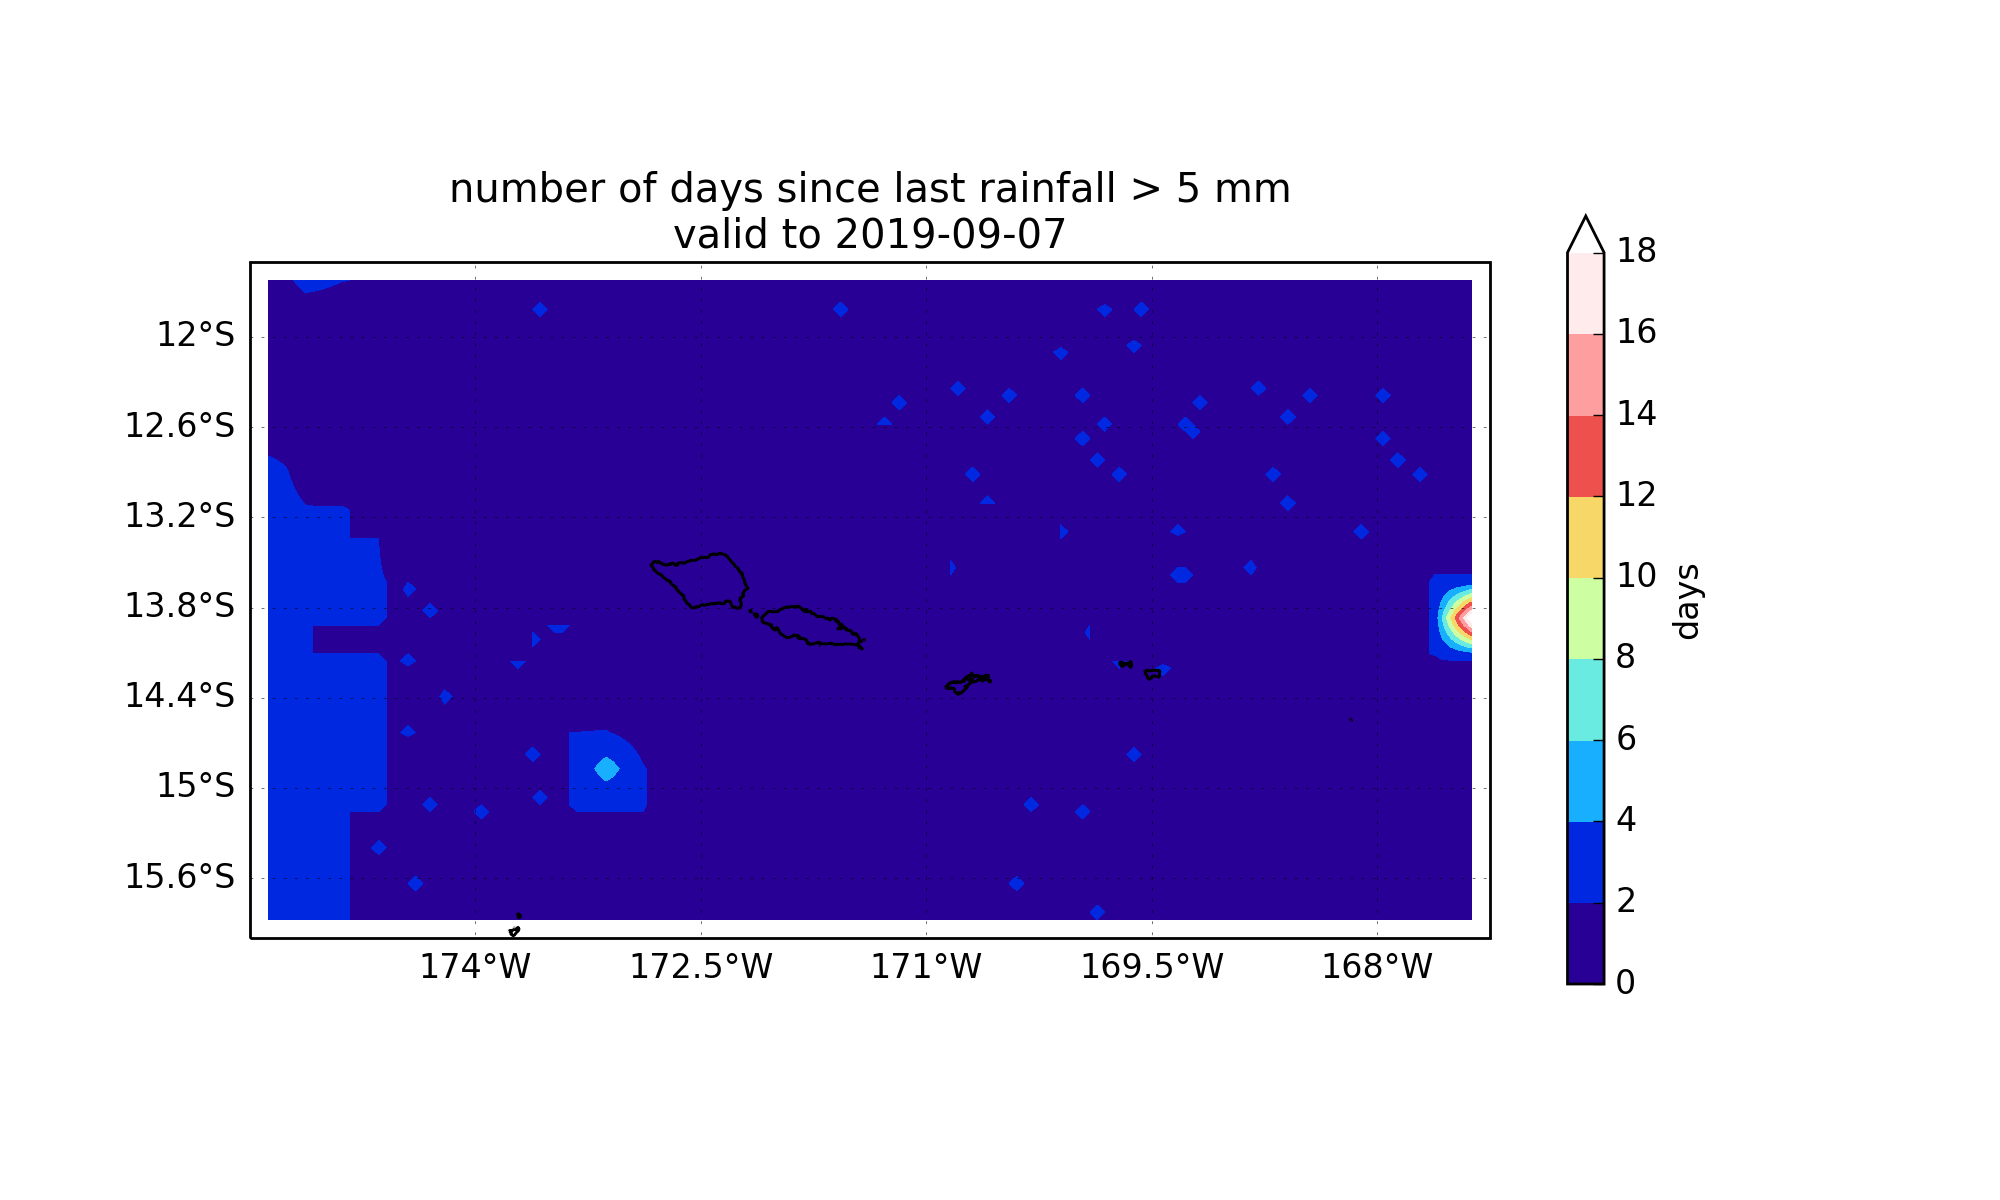 number of days since last rainfall > 5 mm
valid to 2019-09-07
12°S
12.6°S
13.2°S
13.8°S
14.4°S
15°S
15.6°S
174°W
172.5°W
171°W
169.5°W
168°W
18
16
14
12
10
8
6
4
2
0
days